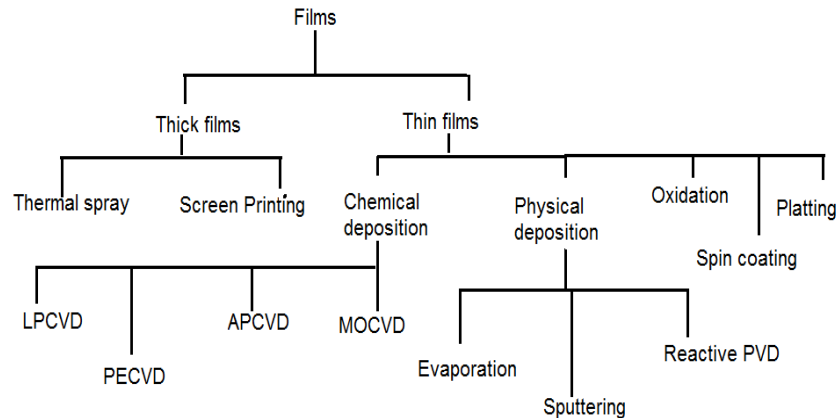 Films
Thick films
Thin films
Thermal spray
Screen Printing
Chemical
deposition
Physical
deposition
Oxidation
Platting
Spin coating
LPCVD
PECVD
APCVD
MOCVD
Evaporation
Sputtering
Reactive PVD